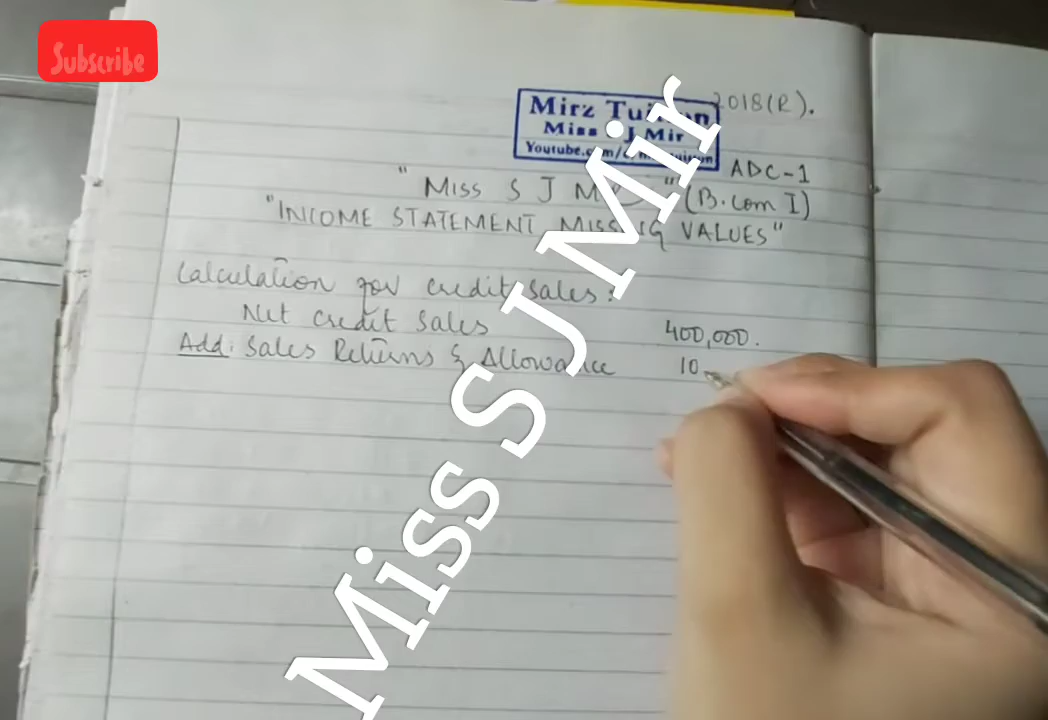 Subscribe
2018(R).
Mirz Tuition
Miss S J Mir
ADC-1
"Miss S J Mir" (B.Com I)
"INCOME STATEMENT MISSING VALUES"
Calculation for credit sales:
Net credit sales 400,000.
Add: Sales Returns & Allowance 10
Miss S J Mir